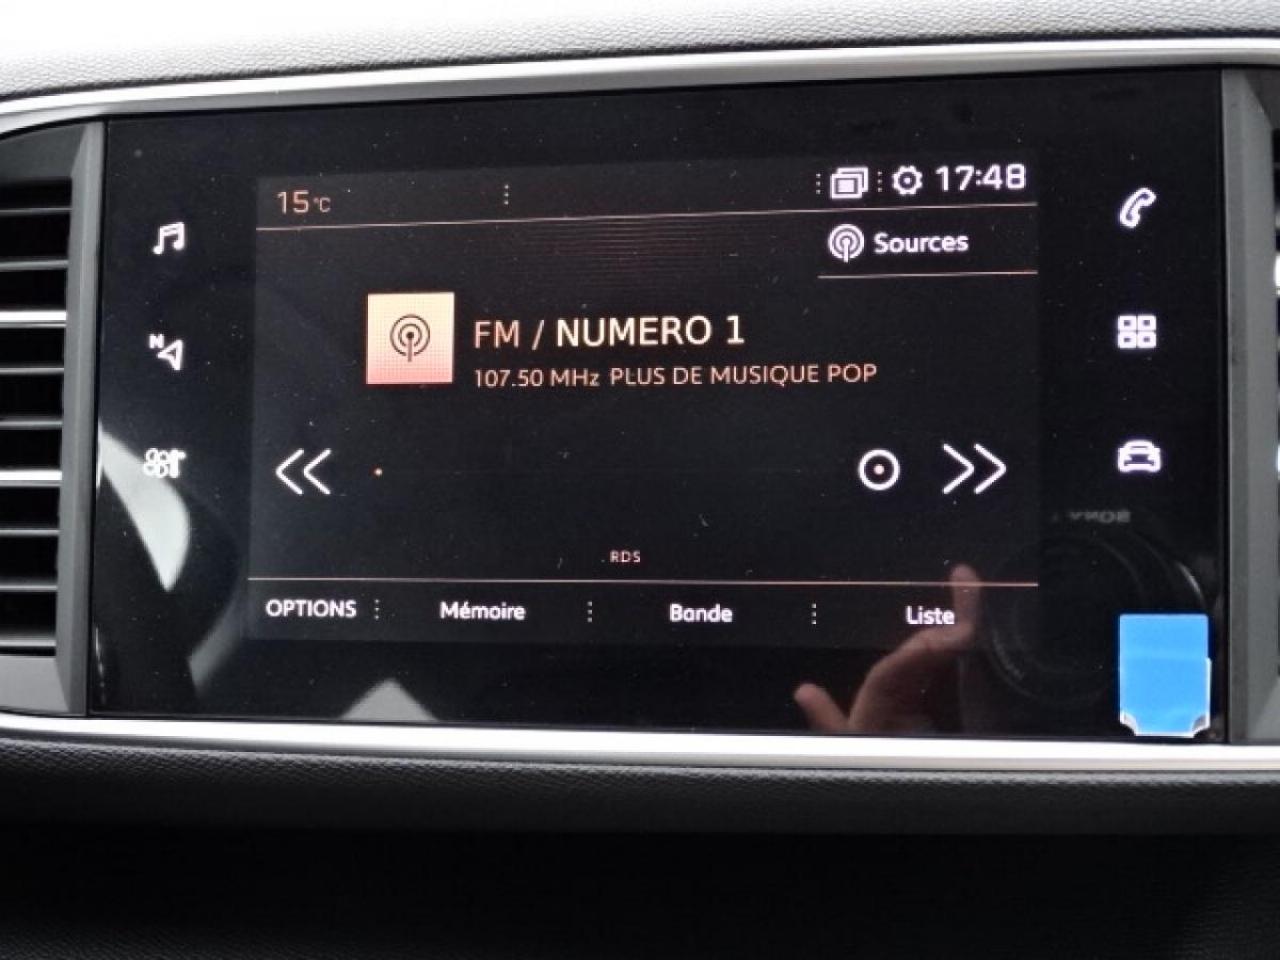 15°C
17:48
Sources
FM / NUMERO 1
107.50 MHz PLUS DE MUSIQUE POP
N
RDS
OPTIONS
Mémoire
Bande
Liste